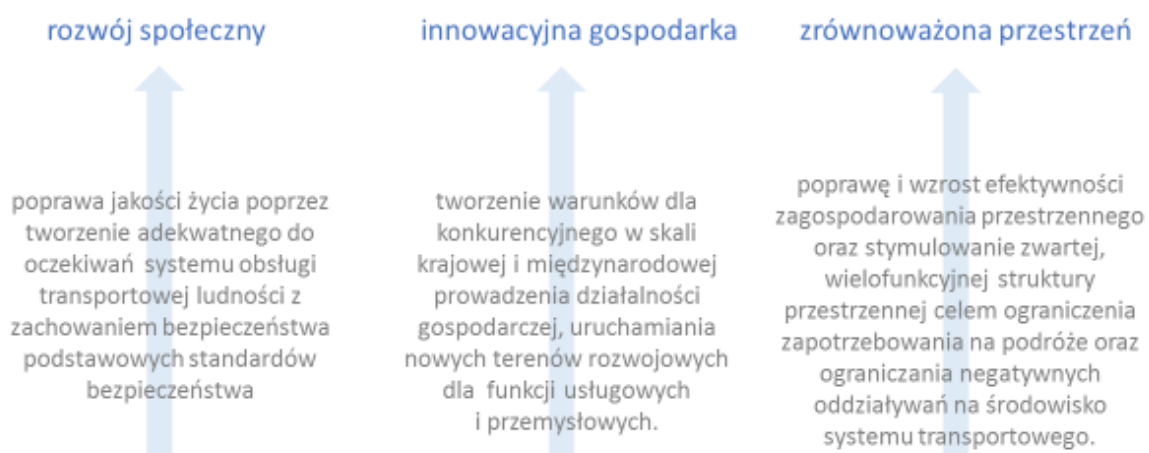 rozwój społeczny
poprawa jakości życia poprzez
tworzenie adekwatnego do
oczekiwań systemu obsługi
transportowej ludności z
zachowaniem bezpieczeństwa
podstawowych standardów
bezpieczeństwa
innowacyjna gospodarka
tworzenie warunków dla
konkurencyjnego w skali
krajowej i międzynarodowej
prowadzenia działalności
gospodarczej, uruchamiania
nowych terenów rozwojowych
dla funkcji usługowych
i przemysłowych.
zrównoważona przestrzeń
poprawę i wzrost efektywności
zagospodarowania przestrzennego
oraz stymulowanie zwartej,
wielofunkcyjnej struktury
przestrzennej celem ograniczenia
zapotrzebowania na podróże oraz
ograniczania negatywnych
oddziaływań na środowisko
systemu transportowego.